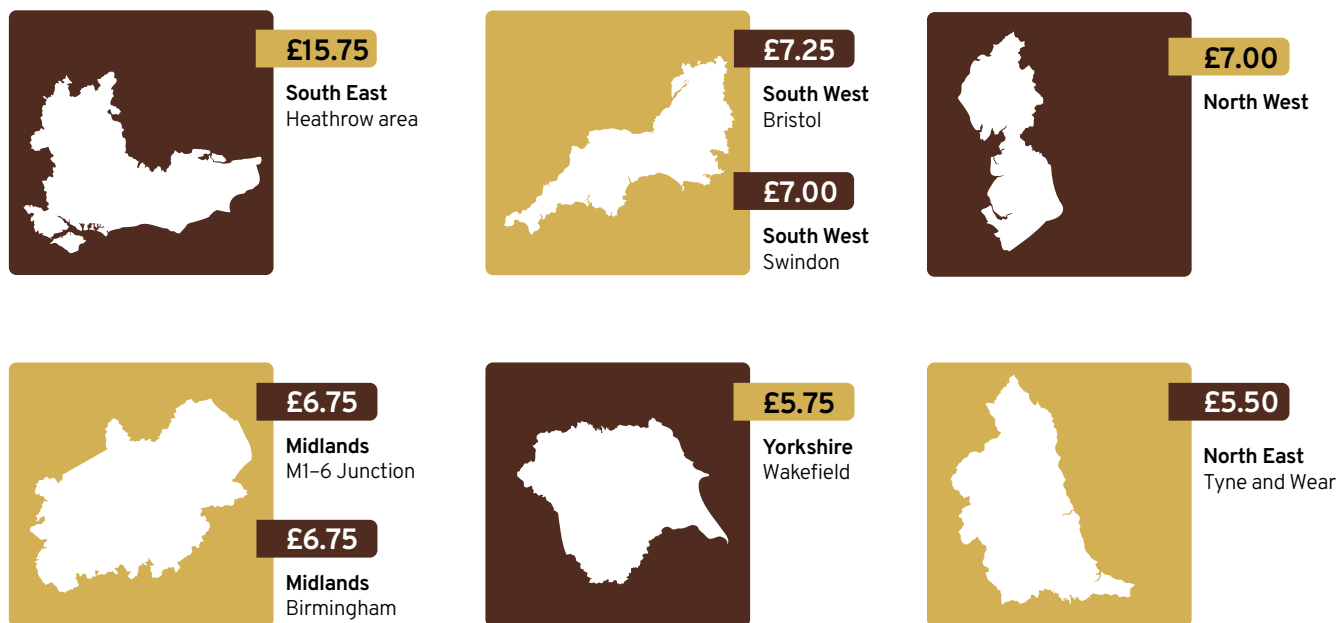 £15.75
South East
Heathrow area
£7.25
South West
Bristol
£7.00
South West
Swindon
£7.00
North West
£6.75
Midlands
M1–6 Junction
£6.75
Midlands
Birmingham
£5.75
Yorkshire
Wakefield
£5.50
North East
Tyne and Wear